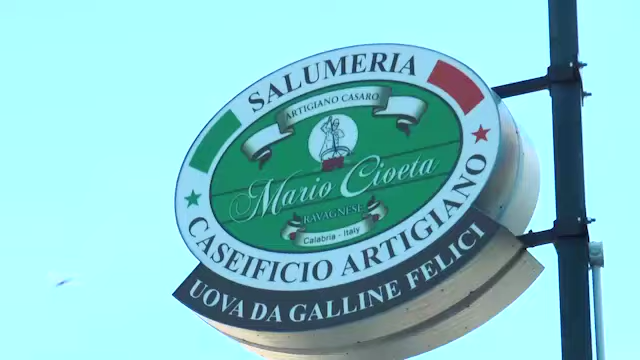 SALUMERIA
ARTIGIANO CASARO
Mario Cioeta
RAVAGNESE
Calabria - Italy
CASEIFICIO ARTIGIANO
UOVA DA GALLINE FELICI